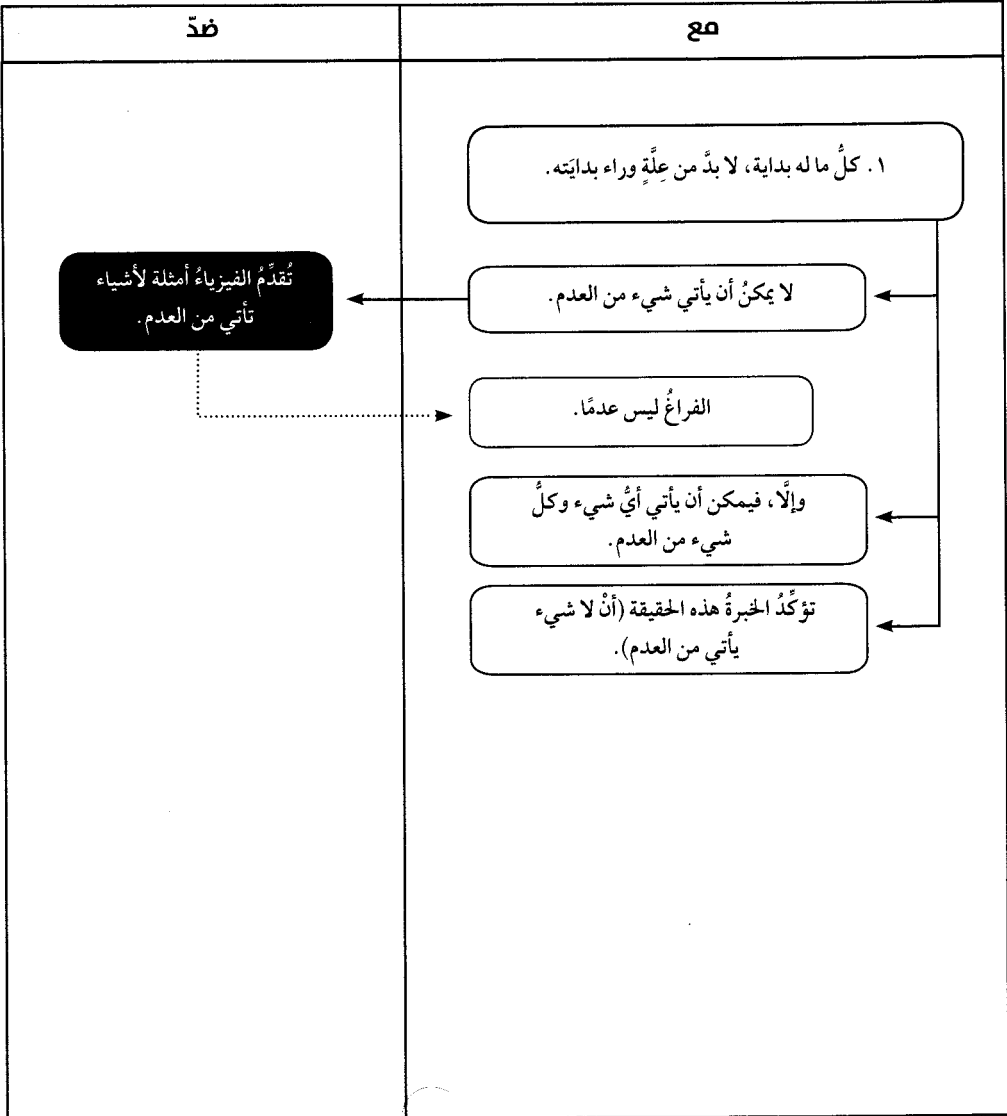 مع
ضدّ
١. كلُّ ما له بداية، لا بدَّ من عِلَّةٍ وراء بدايَته.
لا يمكنُ أن يأتي شيء من العدم.
تُقدِّمُ الفيزياءُ أمثلة لأشياء
تأتي من العدم.
الفراغُ ليس عدمًا.
وإلَّا، فيمكن أن يأتي أيُّ شيء وكلُّ
شيء من العدم.
تؤكِّدُ الخبرةُ هذه الحقيقة (أنْ لا شيء
يأتي من العدم).